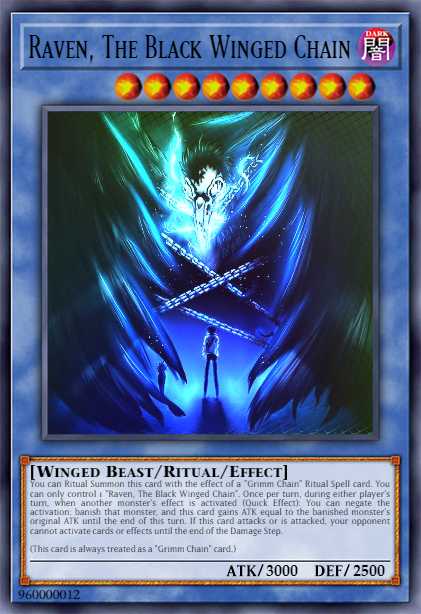 Raven, The Black Winged Chain
DARK
闇
[Winged Beast/Ritual/Effect]
You can Ritual Summon this card with the effect of a "Grimm Chain" Ritual Spell card. You
can only control 1 "Raven, The Black Winged Chain". Once per turn, during either player's
turn, when another monster's effect is activated (Quick Effect): You can negate the
activation; banish that monster, and this card gains ATK equal to the banished monster's
original ATK until the end of this turn. If this card attacks or is attacked, your opponent
cannot activate cards or effects until the end of the Damage Step.
(This card is always treated as a "Grimm Chain" card.)
ATK/3000 DEF/2500
960000012